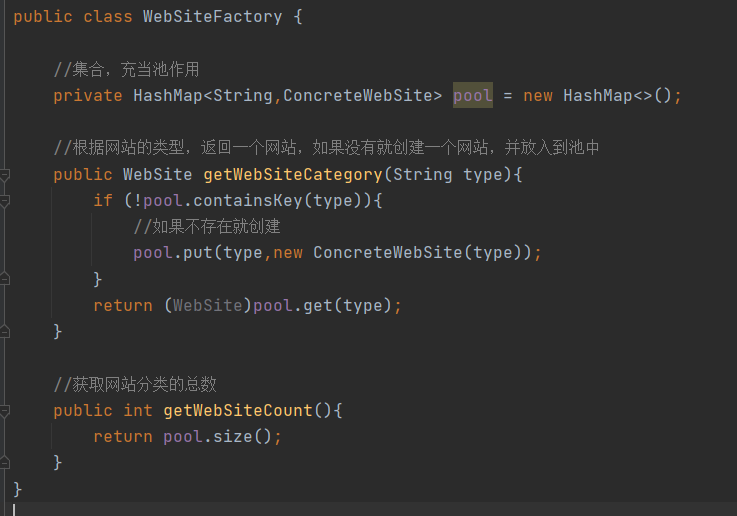 public class WebSiteFactory {
//集合，充当池作用
private HashMap<String,ConcreteWebSite> pool = new HashMap<>();
//根据网站的类型，返回一个网站，如果没有就创建一个网站，并放入到池中
public WebSite getWebSiteCategory(String type){
if (!pool.containsKey(type)){
//如果不存在就创建
pool.put(type,new ConcreteWebSite(type));
}
return (WebSite)pool.get(type);
}
//获取网站分类的总数
public int getWebSiteCount(){
return pool.size();
}
}